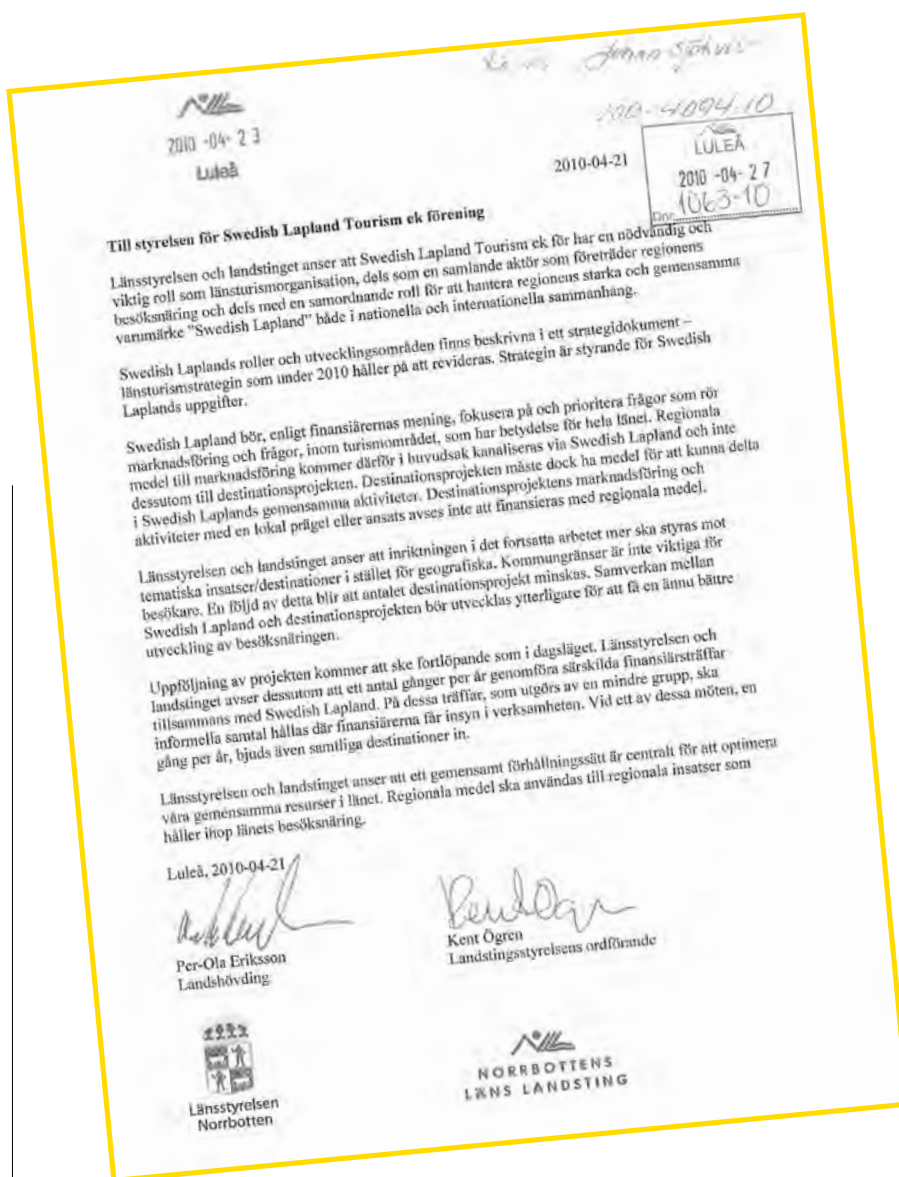 Johan
100-4094-10
2010 -04- 2 3
Luleå
2010-04-21
LULEÅ
2010 -04- 2 7
Dnr 1063-10
Till styrelsen för Swedish Lapland Tourism ek förening
Länsstyrelsen och landstinget anser att Swedish Lapland Tourism ek för har en nödvändig och
viktig roll som länsturismorganisation, dels som en samlande aktör som företräder regionens
besöksnäring och dels med en samordnande roll för att hantera regionens starka och gemensamma
varumärke "Swedish Lapland" både i nationella och internationella sammanhang.
Swedish Laplands roller och utvecklingsområden finns beskrivna i ett strategidokument –
länsturismstrategin som under 2010 håller på att revideras. Strategin är styrande för Swedish
Laplands uppgifter.
Swedish Lapland bör, enligt finansiärernas mening, fokusera på och prioritera frågor som rör
marknadsföring och frågor, inom turismområdet, som har betydelse för hela länet. Regionala
medel till marknadsföring kommer därför i huvudsak kanaliseras via Swedish Lapland och inte
dessutom till destinationsprojekten. Destinationsprojekten måste dock ha medel för att kunna delta
i Swedish Laplands gemensamma aktiviteter. Destinationsprojektens marknadsföring och
aktiviteter med en lokal prägel eller ansats avses inte att finansieras med regionala medel.
Länsstyrelsen och landstinget anser att inriktningen i det fortsatta arbetet mer ska styras mot
tematiska insatser/destinationer i stället för geografiska. Kommungränser är inte viktiga för
besökare. En följd av detta blir att antalet destinationsprojekt minskas. Samverkan mellan
Swedish Lapland och destinationsprojekten bör utvecklas ytterligare för att få en ännu bättre
utveckling av besöksnäringen.
Uppföljning av projekten kommer att ske fortlöpande som i dagsläget. Länsstyrelsen och
landstinget avser dessutom att ett antal gånger per år genomföra särskilda finansiärsträffar
tillsammans med Swedish Lapland. På dessa träffar, som utgörs av en mindre grupp, ska
informella samtal hållas där finansiärerna får insyn i verksamheten. Vid ett av dessa möten, en
gång per år, bjuds även samtliga destinationer in.
Länsstyrelsen och landstinget anser att ett gemensamt förhållningssätt är centralt för att optimera
våra gemensamma resurser i länet. Regionala medel ska användas till regionala insatser som
håller ihop länets besöksnäring.
Luleå, 2010-04-21
Per-Ola Eriksson
Landshövding
Kent Ögren
Landstingsstyrelsens ordförande
Länsstyrelsen
Norrbotten
NORRBOTTENS
LÄNS LANDSTING